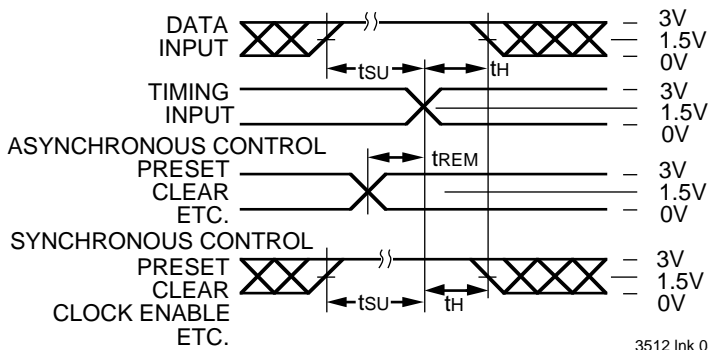 DATA
INPUT
3V
1.5V
0V
tSU
tH
TIMING
INPUT
3V
1.5V
0V
ASYNCHRONOUS CONTROL
PRESET
CLEAR
ETC.
tREM
3V
1.5V
0V
SYNCHRONOUS CONTROL
PRESET
CLEAR
CLOCK ENABLE
ETC.
tSU
tH
3V
1.5V
0V
3512 lnk 0